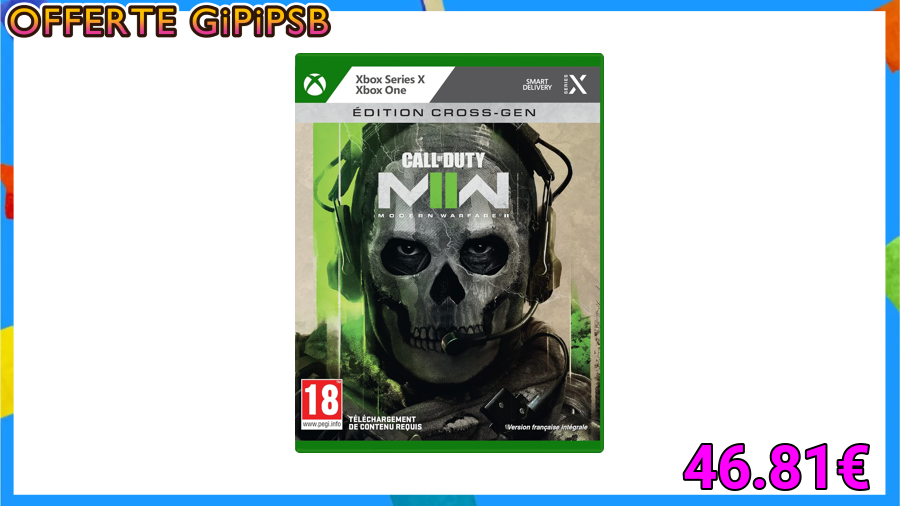 OFFERTE GiPiPSB
Xbox Series X
Xbox One
SMART
DELIVERY
SERIES X
ÉDITION CROSS-GEN
CALL OF DUTY
MWII
MODERN WARFARE II
18
www.pegi.info
TÉLÉCHARGEMENT
DE CONTENU REQUIS
Version française intégrale
46.81€